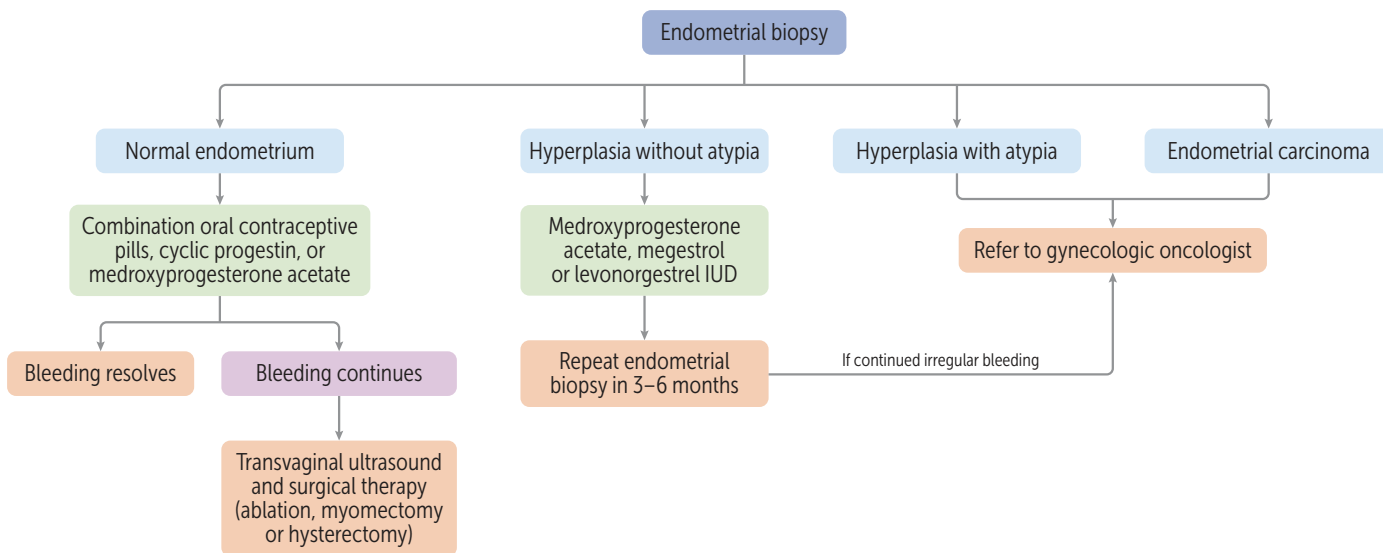 Endometrial biopsy
Normal endometrium
Hyperplasia without atypia
Hyperplasia with atypia
Endometrial carcinoma
Combination oral contraceptive
pills, cyclic progestin, or
medroxyprogesterone acetate
Medroxyprogesterone
acetate, megestrol
or levonorgestrel IUD
Refer to gynecologic oncologist
Bleeding resolves
Bleeding continues
Repeat endometrial
biopsy in 3–6 months
If continued irregular bleeding
Transvaginal ultrasound
and surgical therapy
(ablation, myomectomy
or hysterectomy)